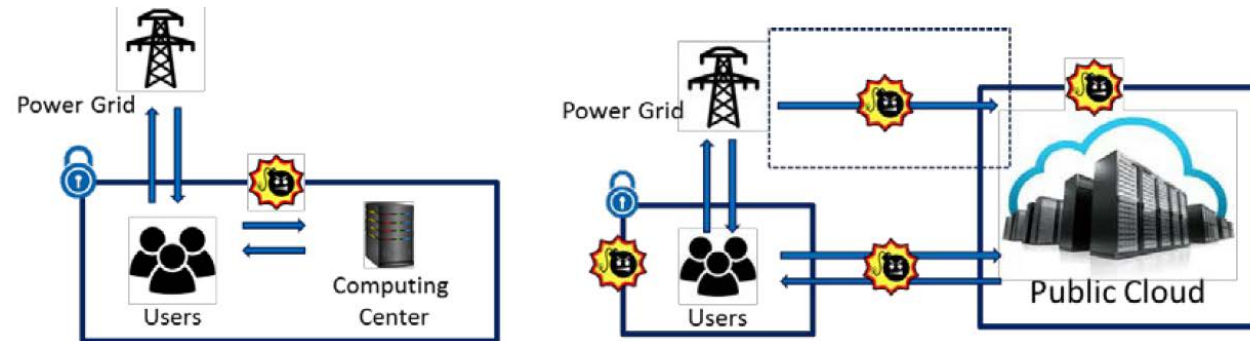 Power Grid
Users
Computing
Center
Power Grid
Users
Public Cloud